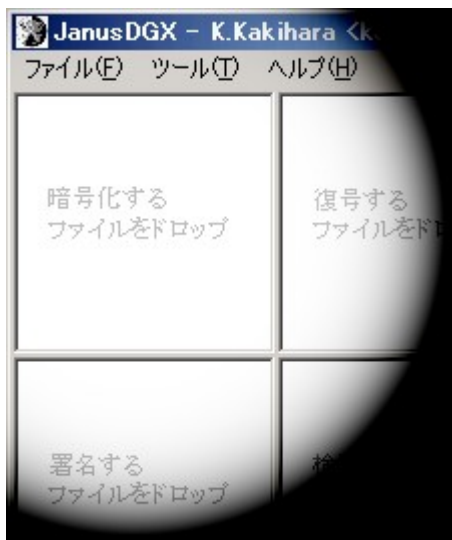 JanusDGX - K.Kakihara <k
ファイル(F) ツール(T) ヘルプ(H)
暗号化する
ファイルをドロップ
復号する
ファイルをド
署名する
ファイルをドロップ